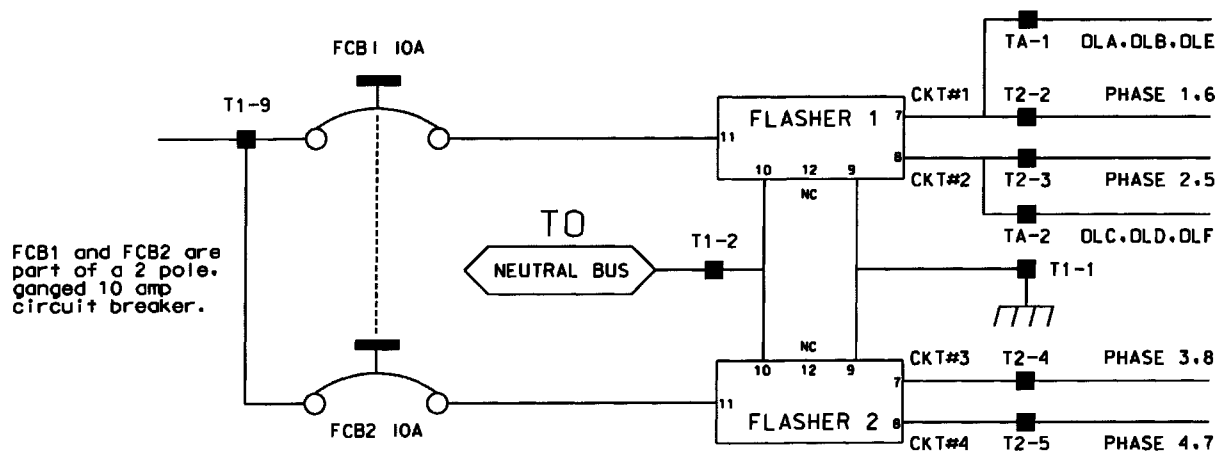 TA-1 OLA.OLB.OLE
FCB1 10A
T1-9
CKT#1 T2-2 PHASE 1.6
FLASHER 1
11
7
8
10 12 9
NC
CKT#2 T2-3 PHASE 2.5
TA-2 OLC.OLD.OLF
TO
NEUTRAL BUS
T1-2
T1-1
FCB1 and FCB2 are
part of a 2 pole.
ganged 10 amp
circuit breaker.
NC
10 12 9
CKT#3 T2-4 PHASE 3.8
7
11
FLASHER 2
8
FCB2 10A
CKT#4 T2-5 PHASE 4.7